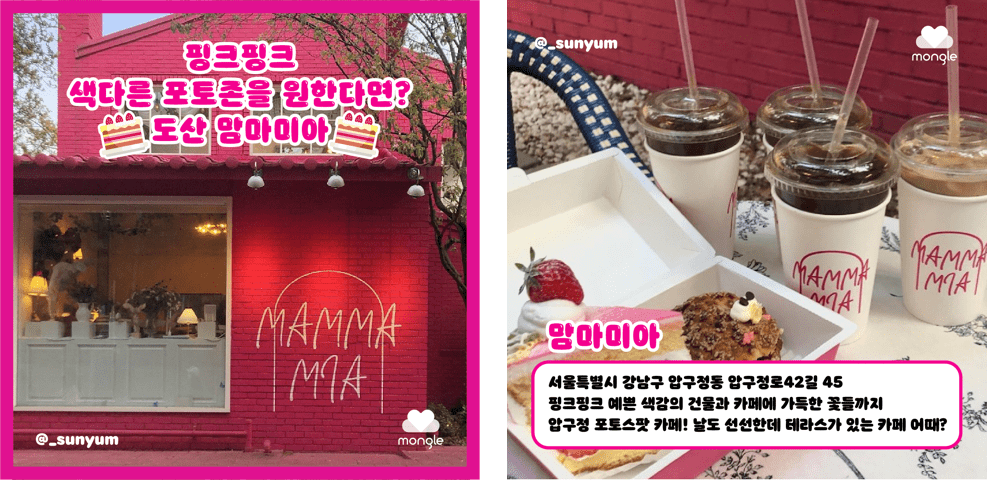 핑크핑크
색다른 포토존을 원한다면?
도산 맘마미아
MAMMA
MIA
@_sunyum
mongle
@_sunyum
mongle
MAMMA
MIA
MAMMA
MIA
MAMMA
MIA
맘마미아
서울특별시 강남구 압구정동 압구정로42길 45
핑크핑크 예쁜 색감의 건물과 카페에 가득한 꽃들까지
압구정 포토스팟 카페! 날도 선선한데 테라스가 있는 카페 어때?